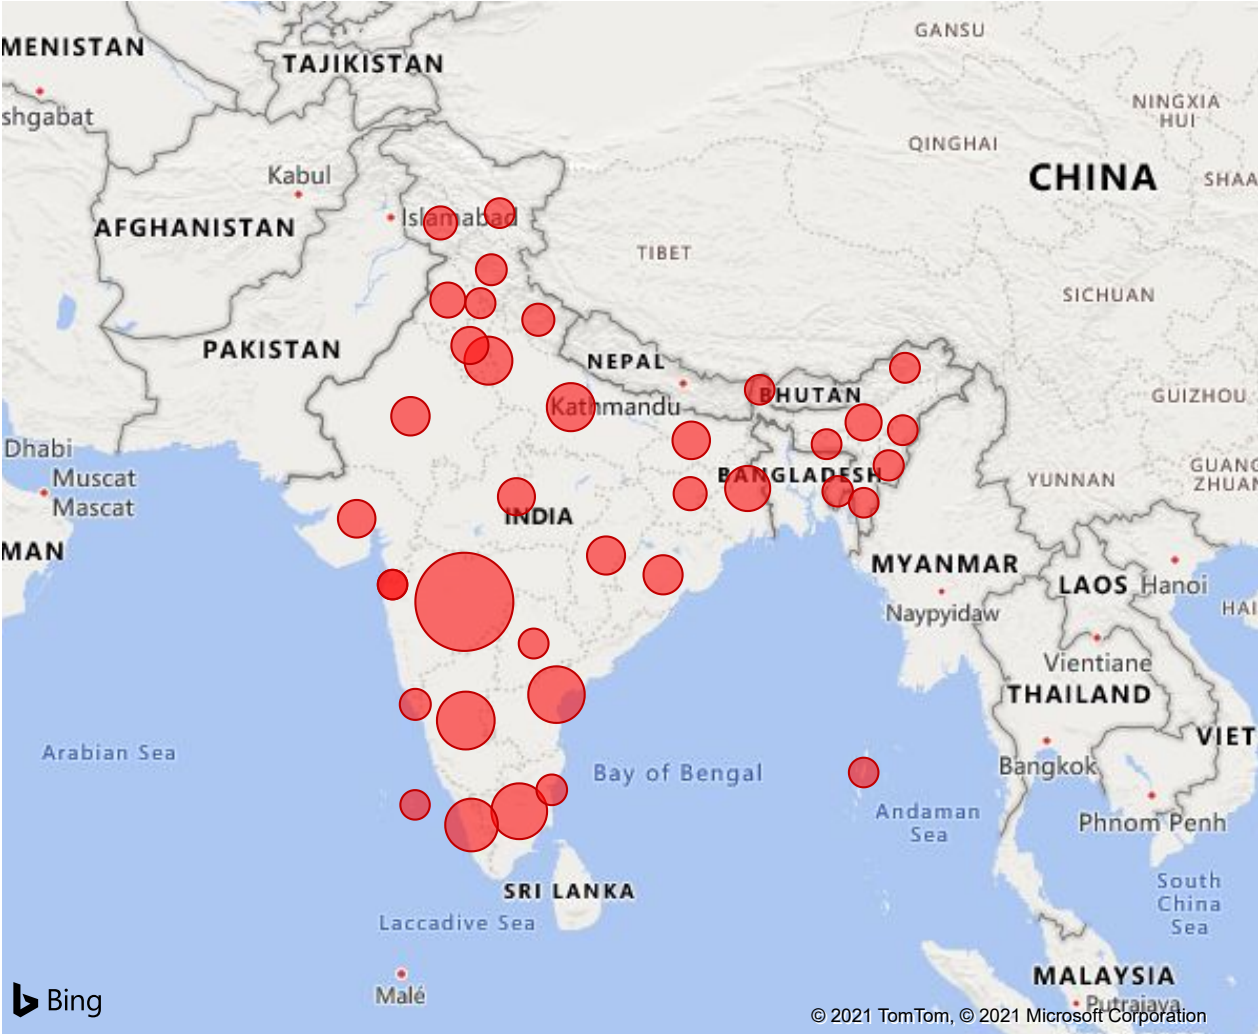 GANSU
MENISTAN
TAJIKISTAN
shgabat
NINGXIA
HUI
QINGHAI
Kabul
CHINA
SHAA
AFGHANISTAN
Islamabad
TIBET
SICHUAN
PAKISTAN
NEPAL
BHUTAN
GUIZHOU
Kathmandu
Dhabi
BANGLADESH
GUANG
ZHUAN
Muscat
Mascat
YUNNAN
INDIA
MAN
MYANMAR
LAOS
Hanoi
Naypyidaw
HAI
Vientiane
THAILAND
VIET
Arabian Sea
Bay of Bengal
Bangkok
Andaman
Sea
Phnom Penh
SRI LANKA
South
China
Sea
Laccadive Sea
MALAYSIA
Malé
Putrajaya
Bing
© 2021 TomTom, © 2021 Microsoft Corporation